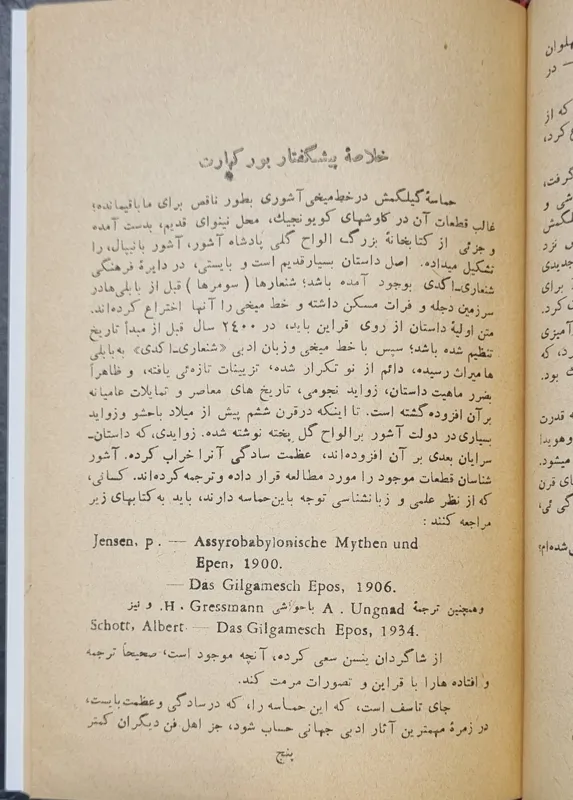 خلاصهٔ پیشگفتار بورکهارت
حماسهٔ گیلگمش در خط میخی آشوری بطور ناقص برای ما باقیمانده؛
غالب قطعات آن در کاوشهای کویونجیك، محل نینوای قدیم، بدست آمده
و جزئی از کتابخانهٔ بزرگ الواح گلی پادشاه آشور، آشور بانیپال، را
تشکیل میداده. اصل داستان بسیار قدیم است و بایستی، در دایرهٔ فرهنگی
شنعاری‌ـ‌اکدی بوجود آمده باشد؛ شنعارها (سومرها) قبل از بابلی‌ها در
سرزمین دجله و فرات مسکن داشته و خط میخی را آنها اختراع کرده‌اند.
متن اولیهٔ داستان از روی قراین باید، در ۲۴۰۰ سال قبل از مبدأ تاریخ
تنظیم شده باشد؛ سپس با خط میخی و زبان ادبی «شنعاری‌ـ‌اکدی» به بابلی
ها میراث رسیده، دائم از نو تکرار شده، تزیینات تازه‌ئی یافته، و ظاهراً
بضرر ماهیت داستان، زواید نجومی، تاریخ های معاصر و تمایلات عامیانه
بر آن افزوده گشته است. تا اینکه در قرن ششم پیش از میلاد با حشو و زواید
بسیاری در دولت آشور بر الواح گل پخته نوشته شده. زوایدی، که داستان‌ـ
سرایان بعدی بر آن افزوده‌اند، عظمت سادگی آنرا خراب کرده. آشور
شناسان قطعات موجود را مورد مطالعه قرار داده و ترجمه کرده‌اند. کسانی،
که از نظر علمی و زبانشناسی توجه باین حماسه دارند، باید به کتابهای زیر
مراجعه کنند:
Jensen, p. — Assyrobabylonische Mythen und
Epen, 1900.
— Das Gilgamesch Epos, 1906.
وهمچنین ترجمهٔ A. Ungnad با حواشی H. Gressmann. و نیز
Schott, Albert — Das Gilgamesch Epos, 1934.
از شاگردان ینسن سعی کرده، آنچه موجود است، صحیحاً ترجمه
و افتاده ها را با قراین و تصورات مرمت کند.
جای تاسف است، که این حماسه را، که در سادگی و عظمت بایست،
در زمرهٔ مهمترین آثار ادبی جهانی حساب شود، جز اهل فن دیگران کمتر
پنج